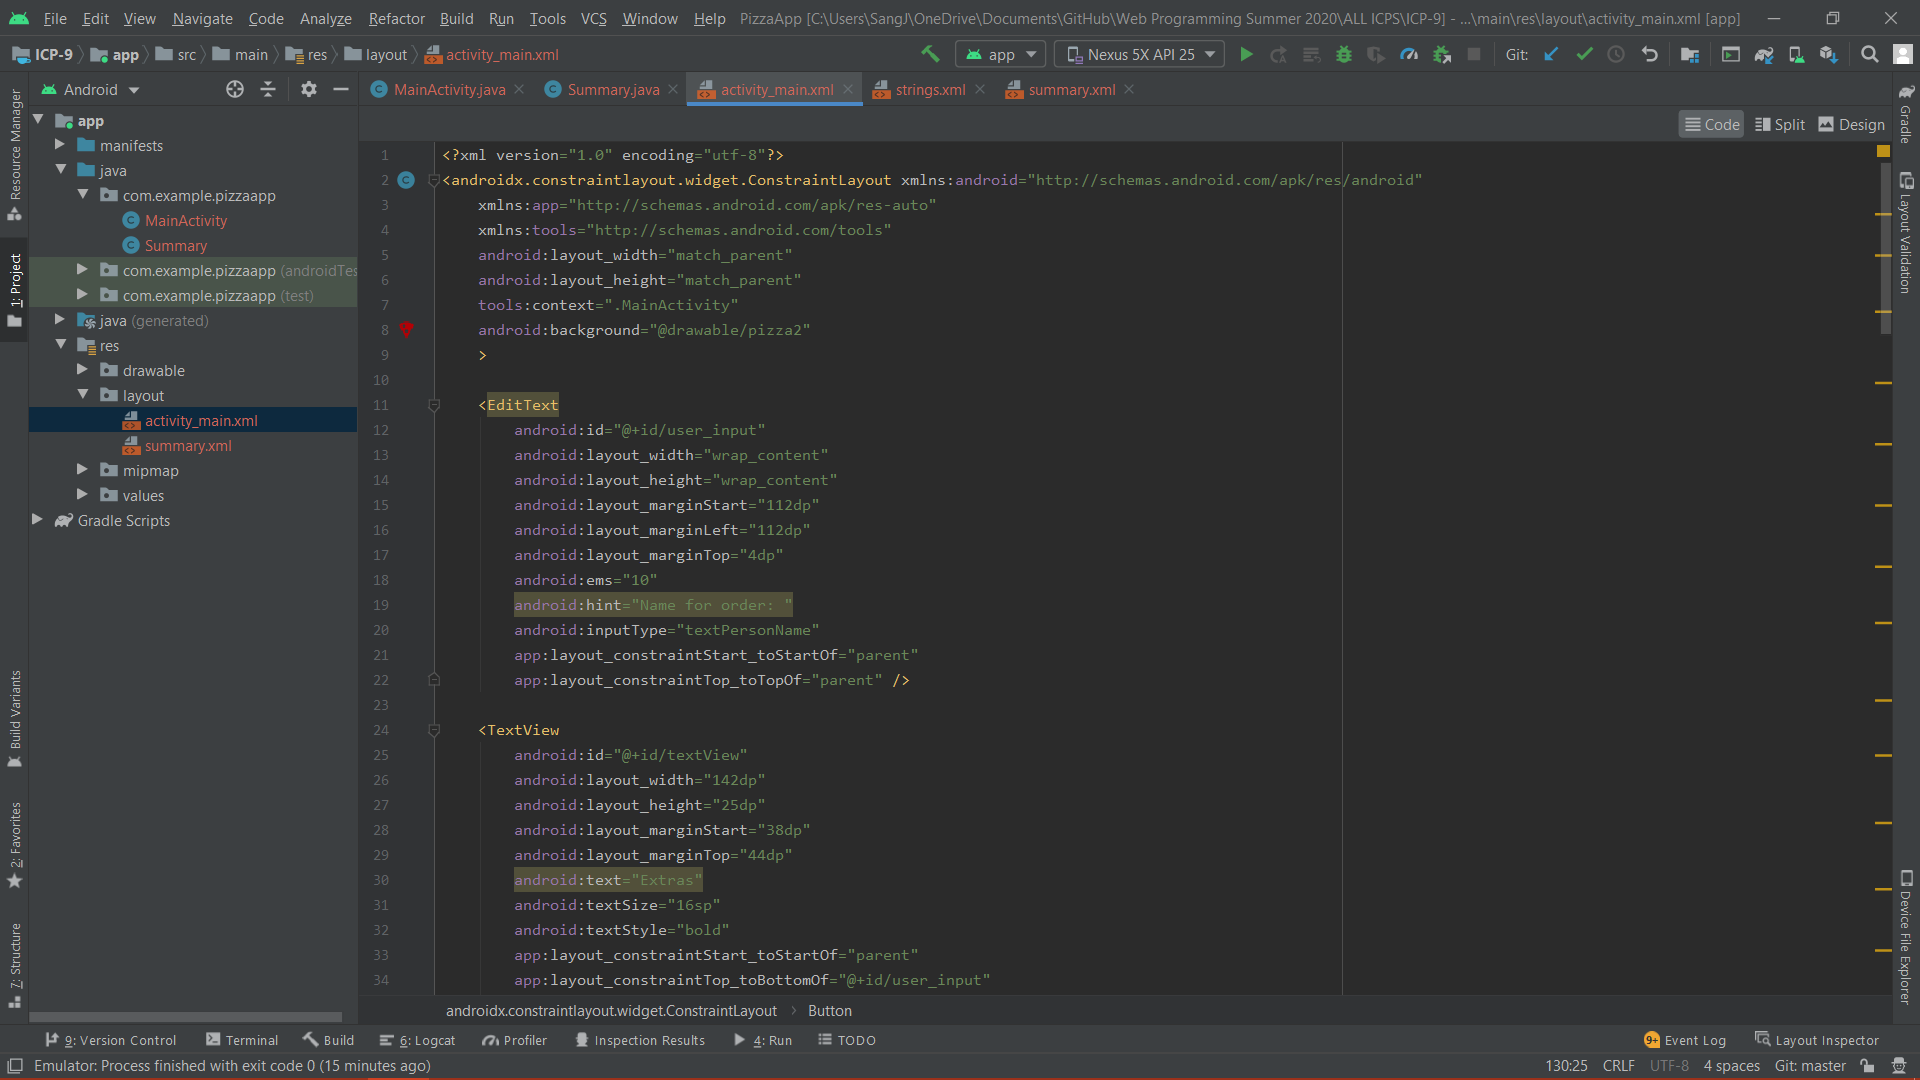 File Edit View Navigate Code Analyze Refactor Build Run Tools VCS Window Help PizzaApp [C:\Users\SangJ\OneDrive\Documents\GitHub\Web Programming Summer 2020\ALL ICPS\ICP-9] - ...\main\res\layout\activity_main.xml [app]
ICP-9 app src main res layout activity_main.xml app Nexus 5X API 25 Git:
Android
MainActivity.java Summary.java activity_main.xml strings.xml summary.xml
Code Split Design
Resource Manager
1: Project
Build Variants
2: Favorites
7: Structure
app
manifests
java
com.example.pizzaapp
MainActivity
Summary
com.example.pizzaapp (androidTes
com.example.pizzaapp (test)
java (generated)
res
drawable
layout
activity_main.xml
summary.xml
mipmap
values
Gradle Scripts
1 <?xml version="1.0" encoding="utf-8"?>
2 <androidx.constraintlayout.widget.ConstraintLayout xmlns:android="http://schemas.android.com/apk/res/android"
3 xmlns:app="http://schemas.android.com/apk/res-auto"
4 xmlns:tools="http://schemas.android.com/tools"
5 android:layout_width="match_parent"
6 android:layout_height="match_parent"
7 tools:context=".MainActivity"
8 android:background="@drawable/pizza2"
9 >
10
11 <EditText
12 android:id="@+id/user_input"
13 android:layout_width="wrap_content"
14 android:layout_height="wrap_content"
15 android:layout_marginStart="112dp"
16 android:layout_marginLeft="112dp"
17 android:layout_marginTop="4dp"
18 android:ems="10"
19 android:hint="Name for order: "
20 android:inputType="textPersonName"
21 app:layout_constraintStart_toStartOf="parent"
22 app:layout_constraintTop_toTopOf="parent" />
23
24 <TextView
25 android:id="@+id/textView"
26 android:layout_width="142dp"
27 android:layout_height="25dp"
28 android:layout_marginStart="38dp"
29 android:layout_marginTop="44dp"
30 android:text="Extras"
31 android:textSize="16sp"
32 android:textStyle="bold"
33 app:layout_constraintStart_toStartOf="parent"
34 app:layout_constraintTop_toBottomOf="@+id/user_input"
androidx.constraintlayout.widget.ConstraintLayout Button
Gradle
Layout Validation
Device File Explorer
9: Version Control Terminal Build 6: Logcat Profiler Inspection Results 4: Run TODO 9+ Event Log Layout Inspector
Emulator: Process finished with exit code 0 (15 minutes ago) 130:25 CRLF UTF-8 4 spaces Git: master